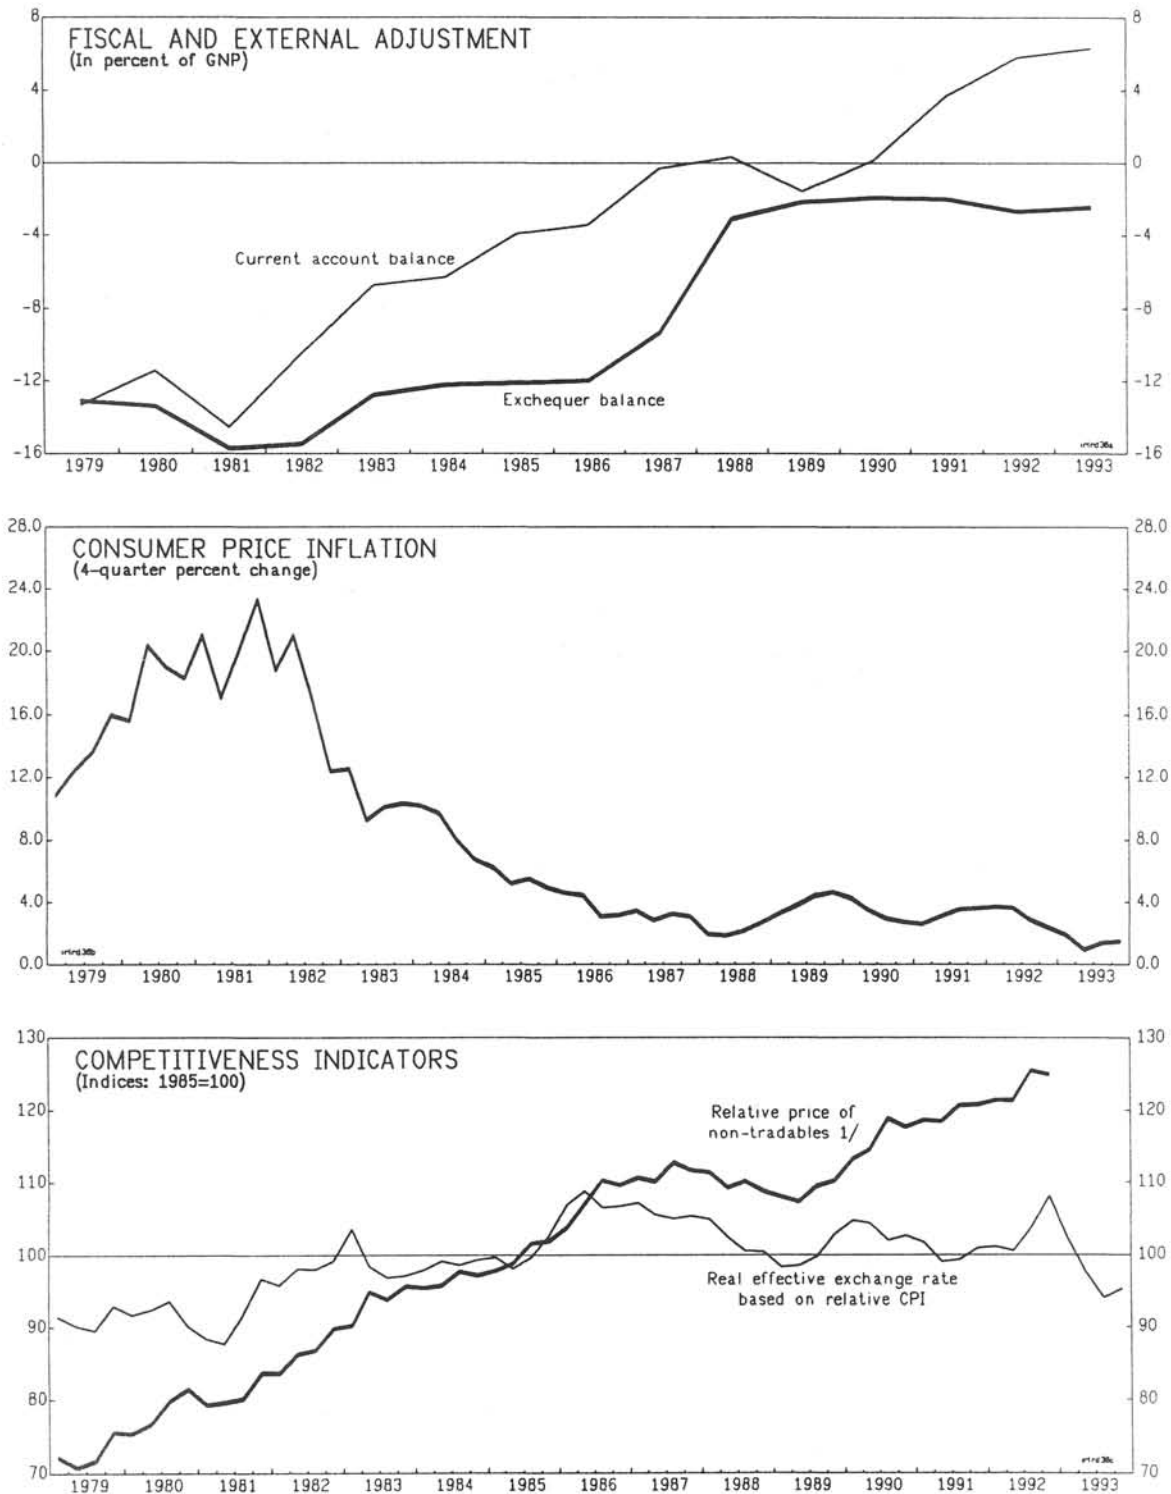 FISCAL AND EXTERNAL ADJUSTMENT
(In percent of GNP)
8 8
4 4
0 0
-4 -4
Current account balance
-8 -8
-12 -12
Exchequer balance
-16 -16
1979 1980 1981 1982 1983 1984 1985 1986 1987 1988 1989 1990 1991 1992 1993
28.0 28.0
CONSUMER PRICE INFLATION
(4-quarter percent change)
24.0 24.0
20.0 20.0
16.0 16.0
12.0 12.0
8.0 8.0
4.0 4.0
0.0 0.0
1979 1980 1981 1982 1983 1984 1985 1986 1987 1988 1989 1990 1991 1992 1993
130 130
COMPETITIVENESS INDICATORS
(Indices: 1985=100)
120 120
Relative price of
non-tradables 1/
110 110
100 100
Real effective exchange rate
based on relative CPI
90 90
80 80
70 70
1979 1980 1981 1982 1983 1984 1985 1986 1987 1988 1989 1990 1991 1992 1993